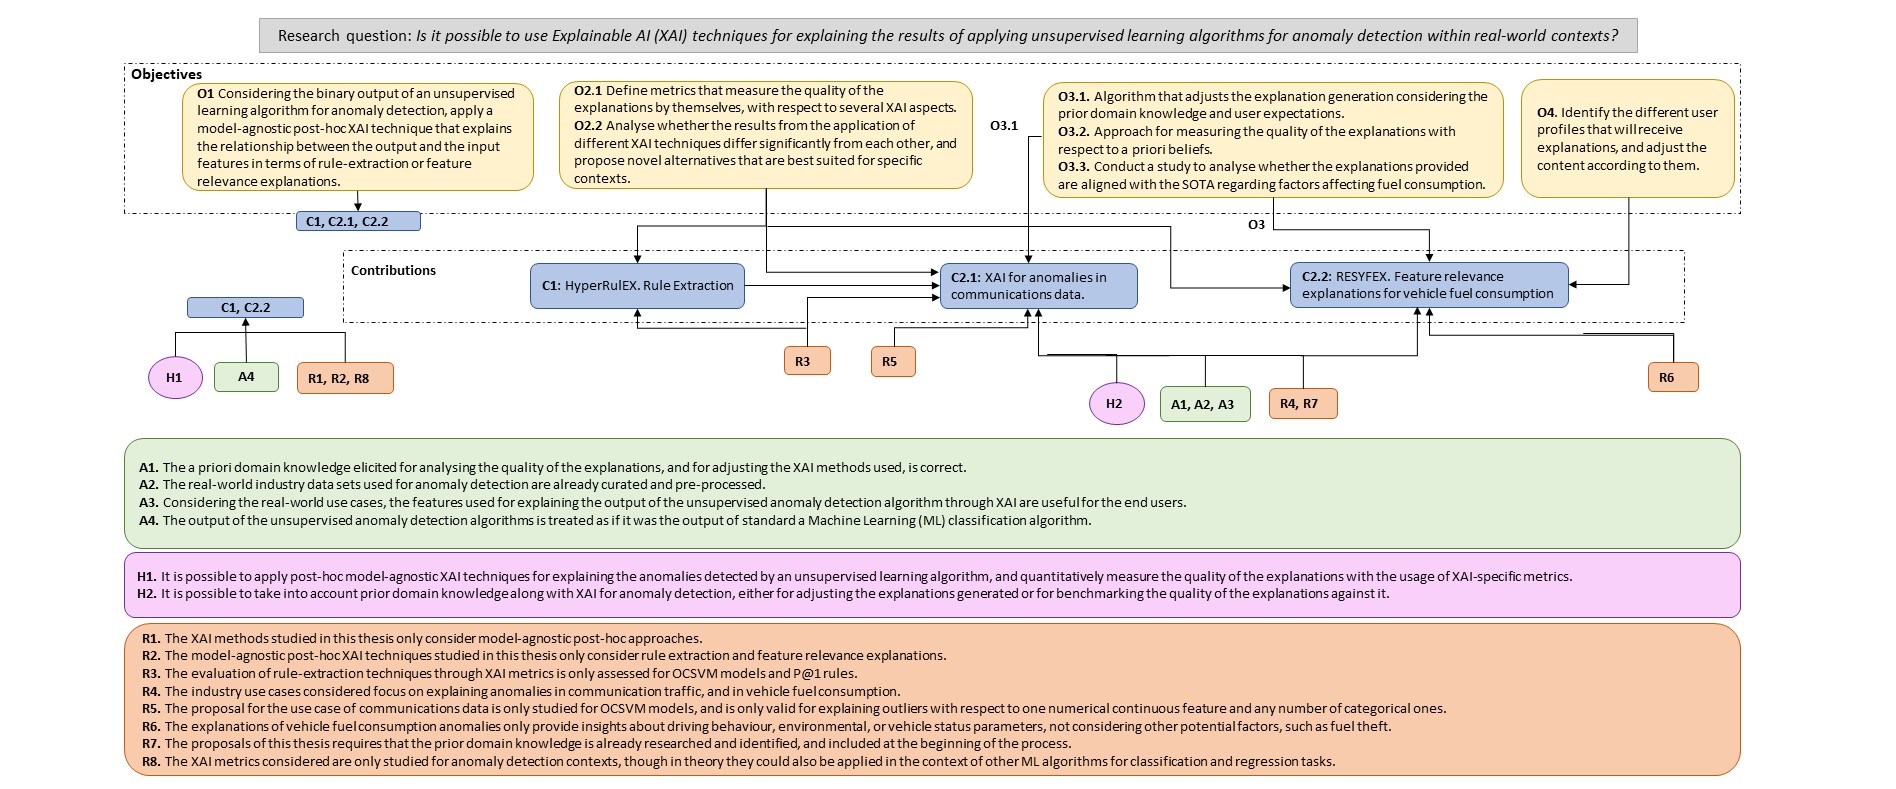 Research question: Is it possible to use Explainable AI (XAI) techniques for explaining the results of applying unsupervised learning algorithms for anomaly detection within real-world contexts?
Objectives
O1 Considering the binary output of an unsupervised
learning algorithm for anomaly detection, apply a
model-agnostic post-hoc XAI technique that explains
the relationship between the output and the input
features in terms of rule-extraction or feature
relevance explanations.
O2.1 Define metrics that measure the quality of the
explanations by themselves, with respect to several XAI aspects.
O2.2 Analyse whether the results from the application of
different XAI techniques differ significantly from each other, and
propose novel alternatives that are best suited for specific
contexts.
O3.1
O3.1. Algorithm that adjusts the explanation generation considering the
prior domain knowledge and user expectations.
O3.2. Approach for measuring the quality of the explanations with
respect to a priori beliefs.
O3.3. Conduct a study to analyse whether the explanations provided
are aligned with the SOTA regarding factors affecting fuel consumption.
O4. Identify the different user
profiles that will receive
explanations, and adjust the
content according to them.
C1, C2.1, C2.2
O3
Contributions
C1: HyperRulEX. Rule Extraction
C2.1: XAI for anomalies in
communications data.
C2.2: RESYFEX. Feature relevance
explanations for vehicle fuel consumption
C1, C2.2
H1
A4
R1, R2, R8
R3
R5
H2
A1, A2, A3
R4, R7
R6
A1. The a priori domain knowledge elicited for analysing the quality of the explanations, and for adjusting the XAI methods used, is correct.
A2. The real-world industry data sets used for anomaly detection are already curated and pre-processed.
A3. Considering the real-world use cases, the features used for explaining the output of the unsupervised anomaly detection algorithm through XAI are useful for the end users.
A4. The output of the unsupervised anomaly detection algorithms is treated as if it was the output of standard a Machine Learning (ML) classification algorithm.
H1. It is possible to apply post-hoc model-agnostic XAI techniques for explaining the anomalies detected by an unsupervised learning algorithm, and quantitatively measure the quality of the explanations with the usage of XAI-specific metrics.
H2. It is possible to take into account prior domain knowledge along with XAI for anomaly detection, either for adjusting the explanations generated or for benchmarking the quality of the explanations against it.
R1. The XAI methods studied in this thesis only consider model-agnostic post-hoc approaches.
R2. The model-agnostic post-hoc XAI techniques studied in this thesis only consider rule extraction and feature relevance explanations.
R3. The evaluation of rule-extraction techniques through XAI metrics is only assessed for OCSVM models and P@1 rules.
R4. The industry use cases considered focus on explaining anomalies in communication traffic, and in vehicle fuel consumption.
R5. The proposal for the use case of communications data is only studied for OCSVM models, and is only valid for explaining outliers with respect to one numerical continuous feature and any number of categorical ones.
R6. The explanations of vehicle fuel consumption anomalies only provide insights about driving behaviour, environmental, or vehicle status parameters, not considering other potential factors, such as fuel theft.
R7. The proposals of this thesis requires that the prior domain knowledge is already researched and identified, and included at the beginning of the process.
R8. The XAI metrics considered are only studied for anomaly detection contexts, though in theory they could also be applied in the context of other ML algorithms for classification and regression tasks.